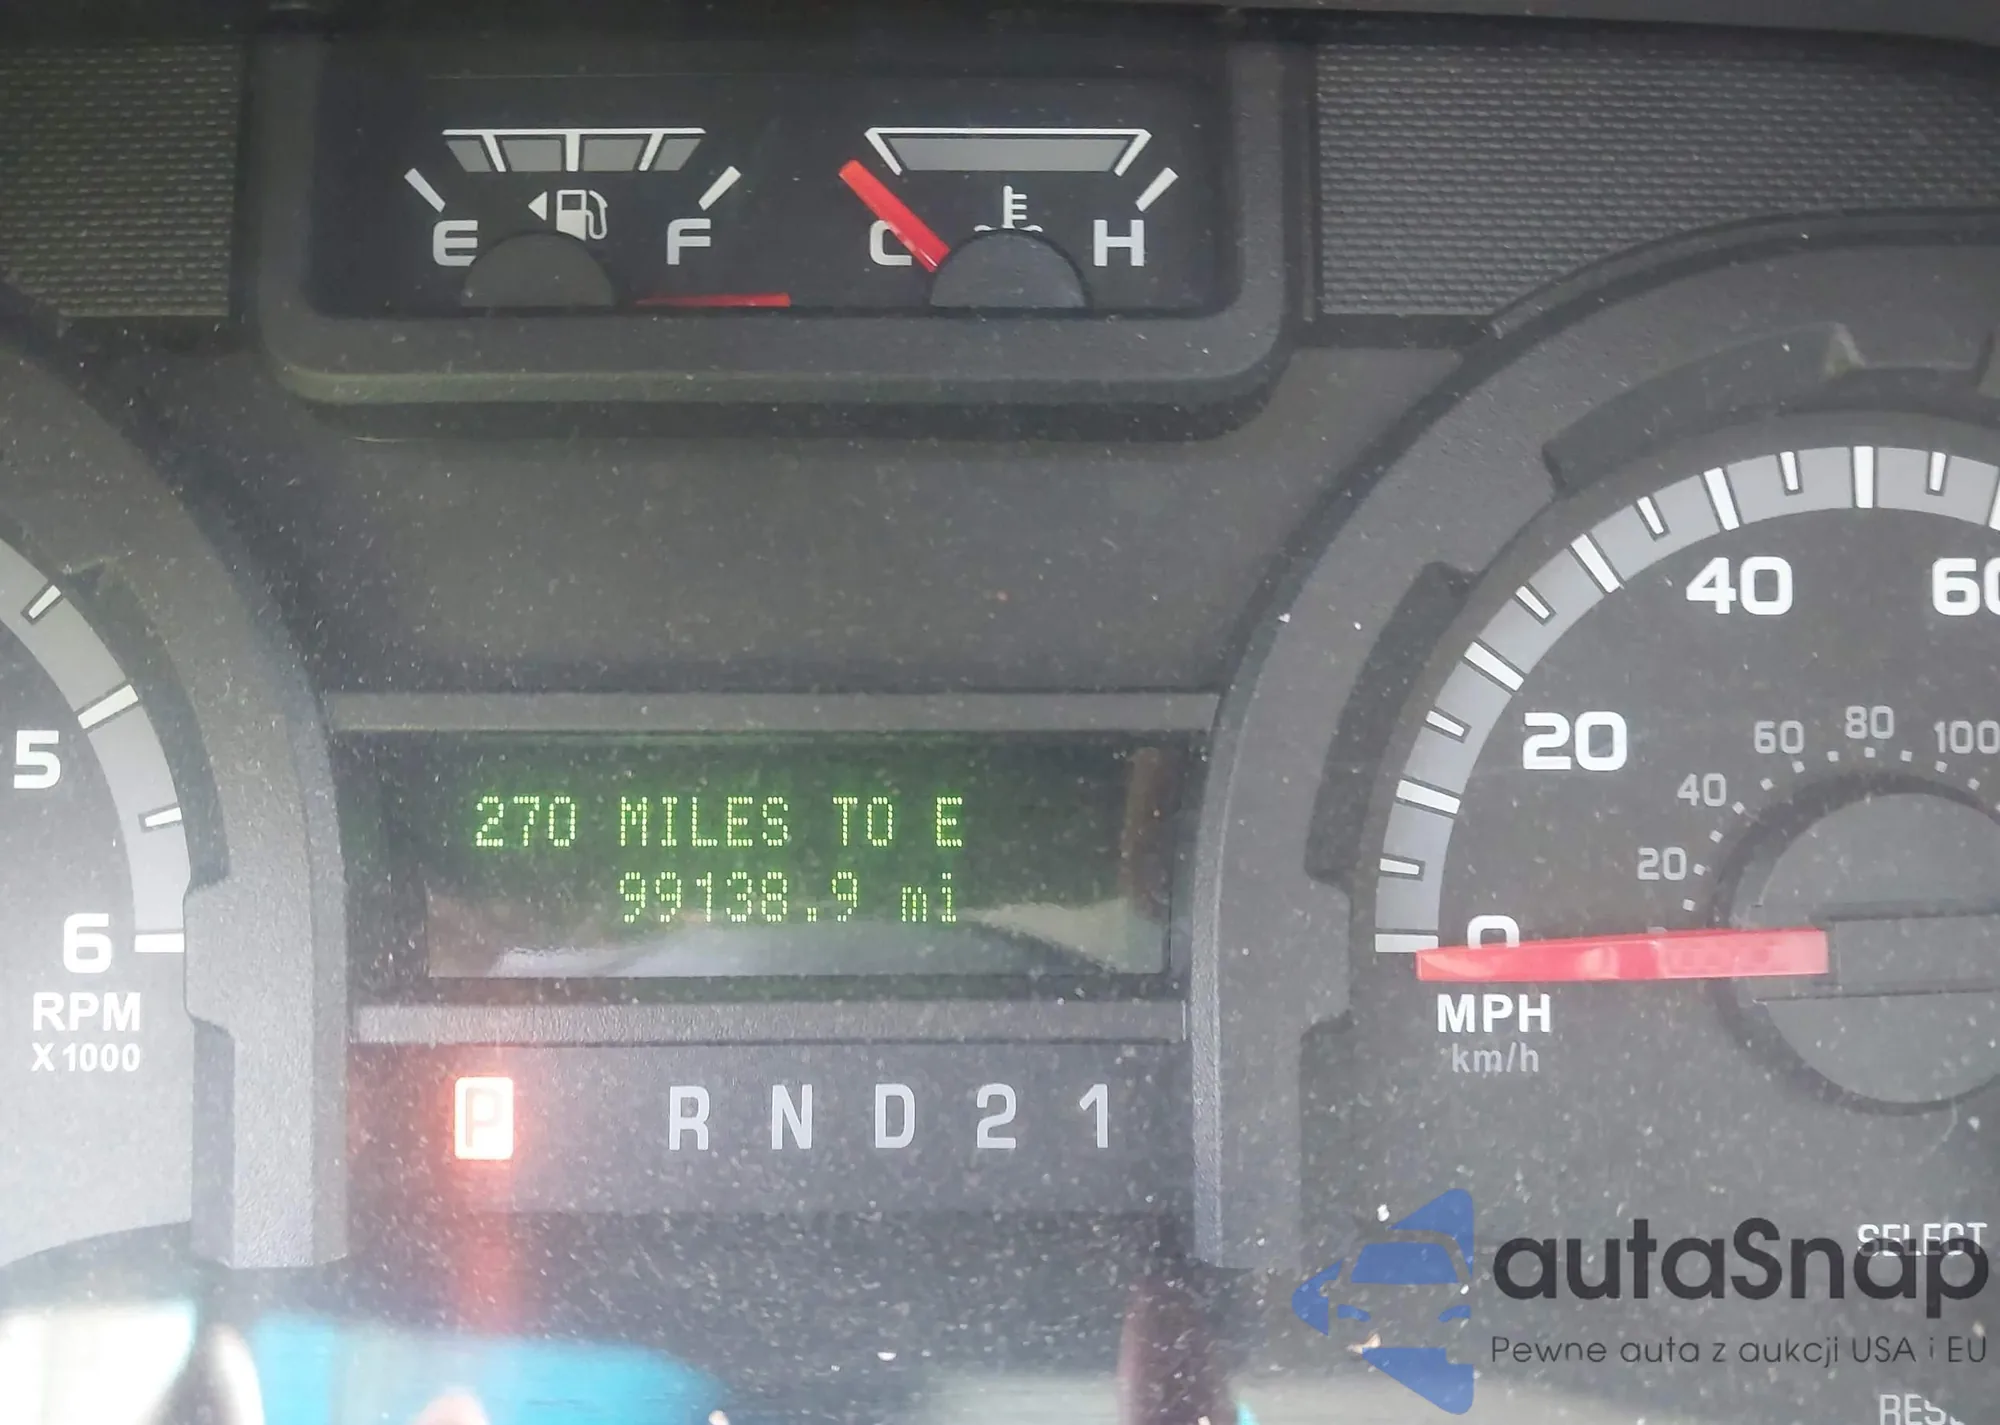 E F
C H
40 60
20
20 40 60 80 100
0
MPH
km/h
5
6
RPM
X1000
270 MILES TO E
99138.9 mi
P R N D 2 1
SELECT
autaSnap
Pewne auta z aukcji USA i EU